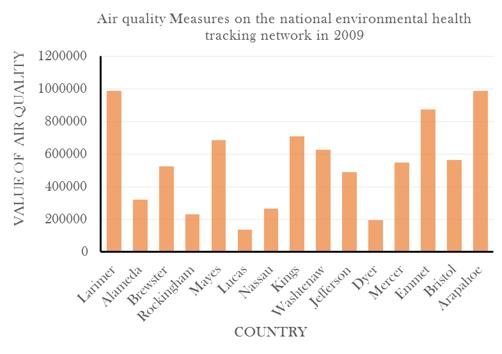 Air quality Measures on the national environmental health
tracking network in 2009
VALUE OF AIR QUALITY
1200000
1000000
800000
600000
400000
200000
0
Larimer
Alameda
Brewster
Rockingham
Mayes
Lucas
Nassau
Kings
Washtenaw
Jefferson
Dyer
Mercer
Emmet
Bristol
Arapahoe
COUNTRY